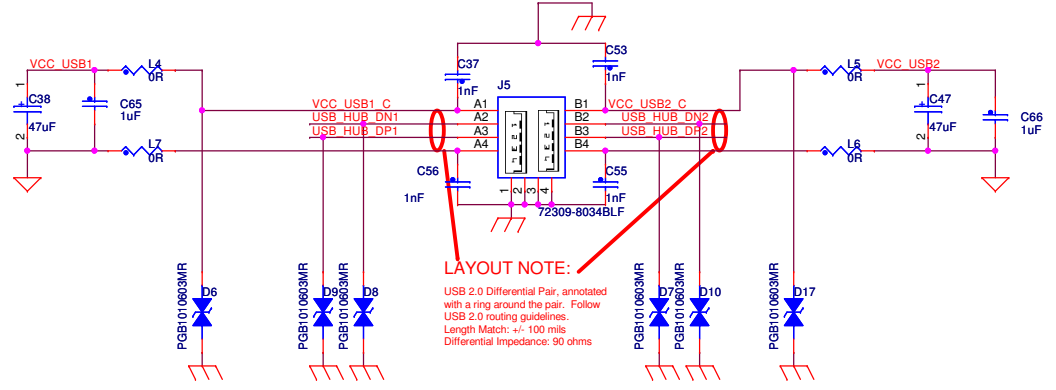 C53
C37
1nF
1nF
J5
VCC_USB1
L4
0R
L5
0R
VCC_USB2
1
C38
47uF
2
C65
1uF
VCC_USB1_C
A1
B1
VCC_USB2_C
USB_HUB_DN1
A2
B2
USB_HUB_DN2
USB_HUB_DP1
A3
B3
USB_HUB_DP2
A4
B4
1
C47
47uF
2
C66
1uF
L7
0R
L6
0R
C56
1nF
C55
1nF
1
2
3
4
72309-8034BLF
LAYOUT NOTE:
USB 2.0 Differential Pair, annotated
with a ring around the pair. Follow
USB 2.0 routing guidelines.
Length Match: +/- 100 mils
Differential Impedance: 90 ohms
PGB1010603MR
D6
PGB1010603MR
D9
PGB1010603MR
D8
PGB1010603MR
D7
PGB1010603MR
D10
PGB1010603MR
D17